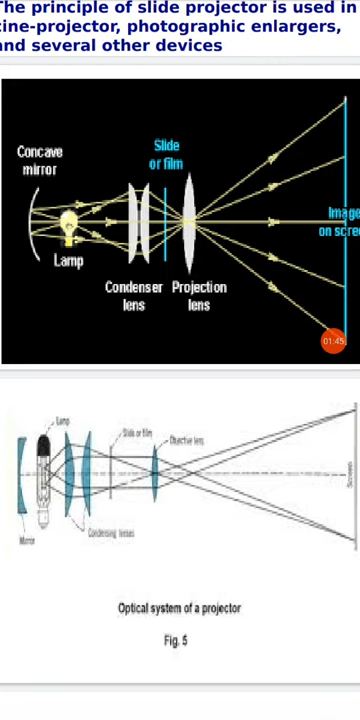 The principle of slide projector is used in
cine-projector, photographic enlargers,
and several other devices
Concave
mirror
Slide
or film
Image
on scree
Lamp
Condenser
lens
Projection
lens
01:45
Lamp
Slide or film
Objective lens
Screen
Mirror
Condensing lenses
Optical system of a projector
Fig. 5